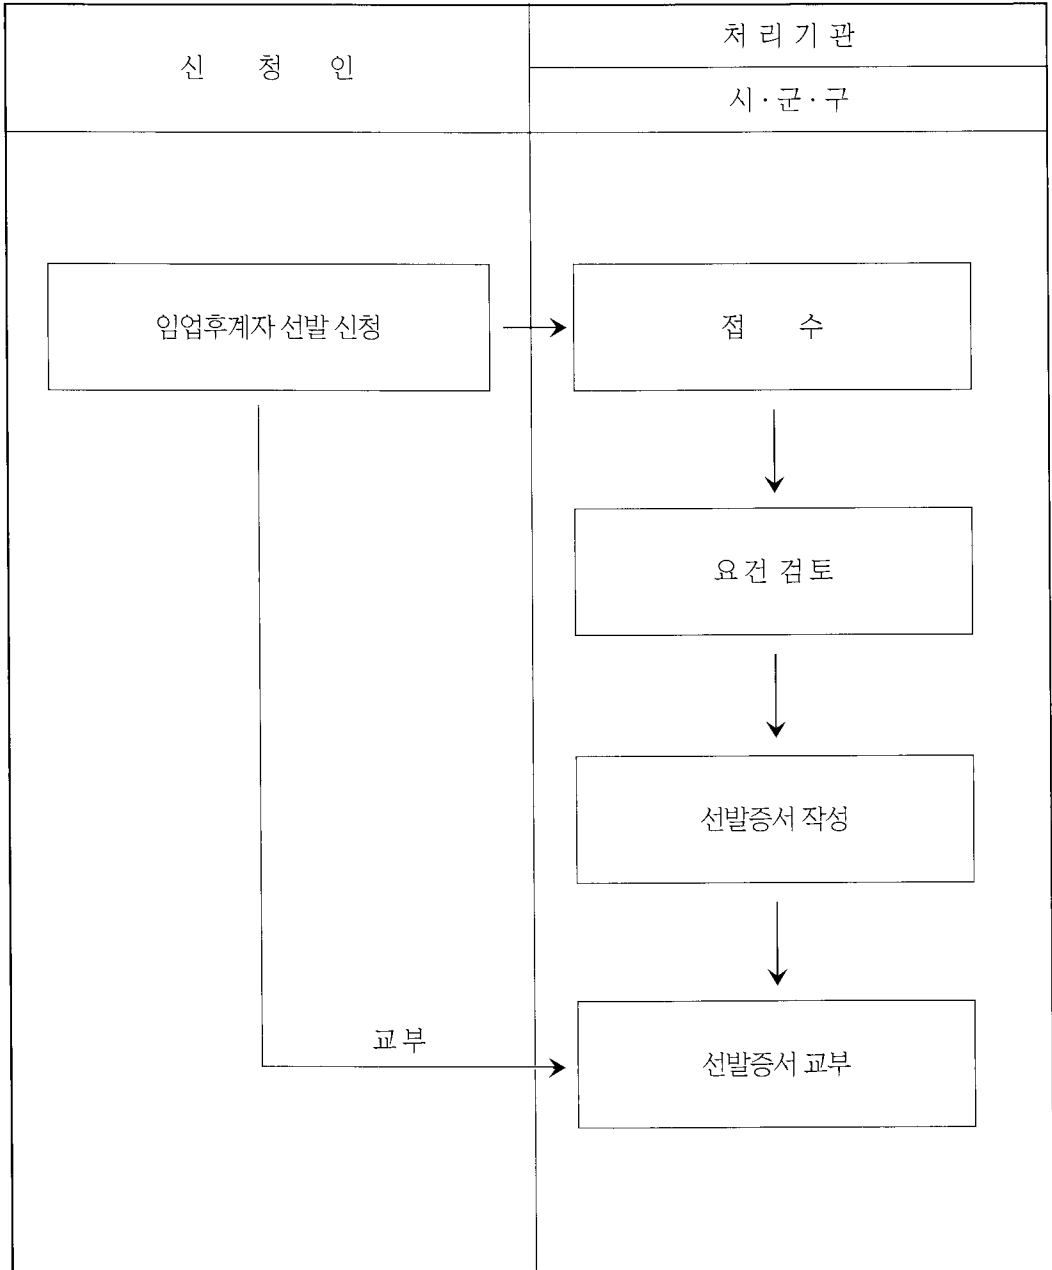 신 청 인
처 리 기 관
시·군·구
임업후계자 선발 신청
접 수
요건 검토
선발증서 작성
교 부
선발증서 교부